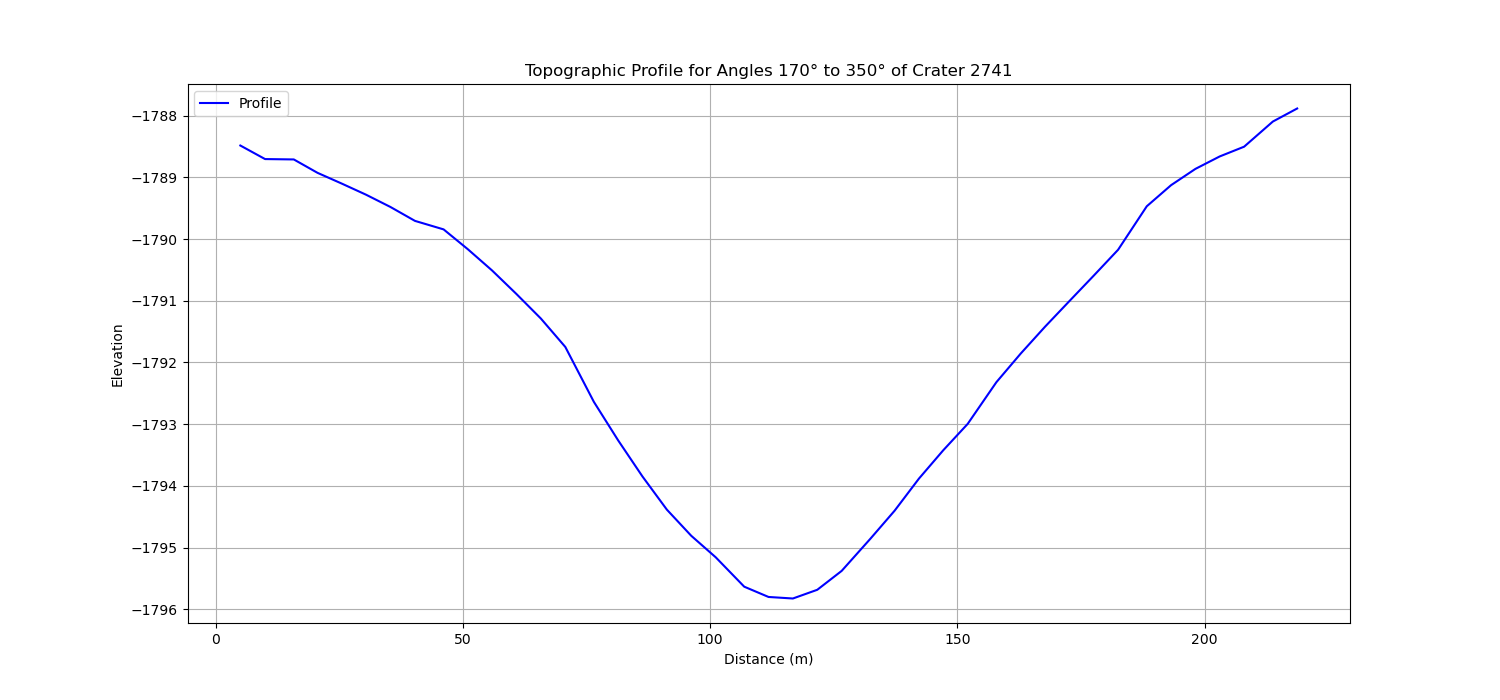 Topographic Profile for Angles 170° to 350° of Crater 2741
Profile
−1788
−1789
−1790
−1791
−1792
−1793
−1794
−1795
−1796
Elevation
0 50 100 150 200
Distance (m)